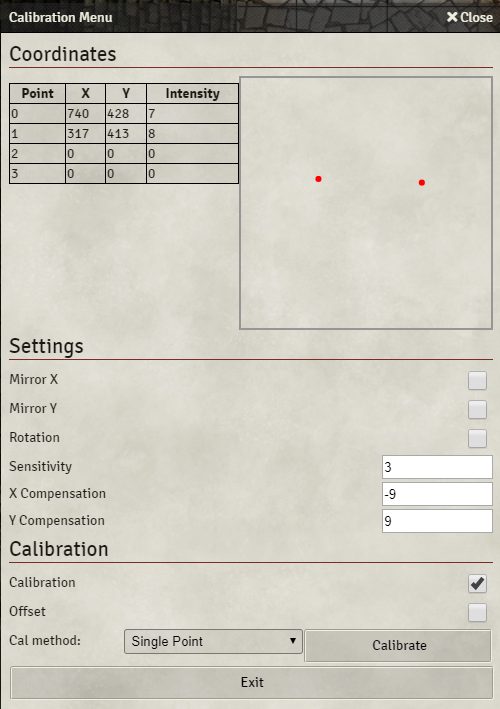 Calibration Menu ✖ Close
Coordinates
Point X Y Intensity
0 740 428 7
1 317 413 8
2 0 0 0
3 0 0 0
Settings
Mirror X
Mirror Y
Rotation
Sensitivity 3
X Compensation -9
Y Compensation 9
Calibration
Calibration
Offset
Cal method: Single Point Calibrate
Exit